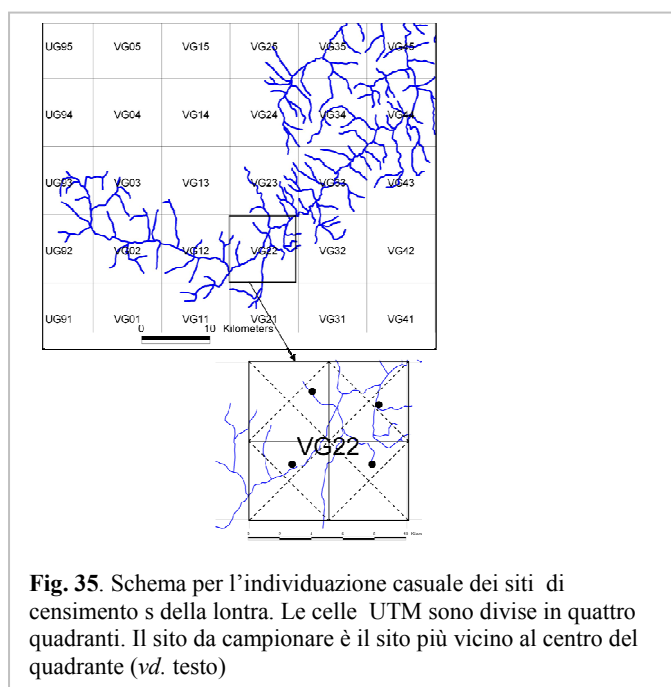 UG95 VG05 VG15 VG25 VG35 VG45
UG94 VG04 VG14 VG24 VG34 VG44
UG93 VG03 VG13 VG23 VG33 VG43
UG92 VG02 VG12 VG22 VG32 VG42
UG91 VG01 VG11 VG21 VG31 VG41
0 10 Kilometers
VG22
Fig. 35. Schema per l’individuazione casuale dei siti di
censimento s della lontra. Le celle UTM sono divise in quattro
quadranti. Il sito da campionare è il sito più vicino al centro del
quadrante (vd. testo)